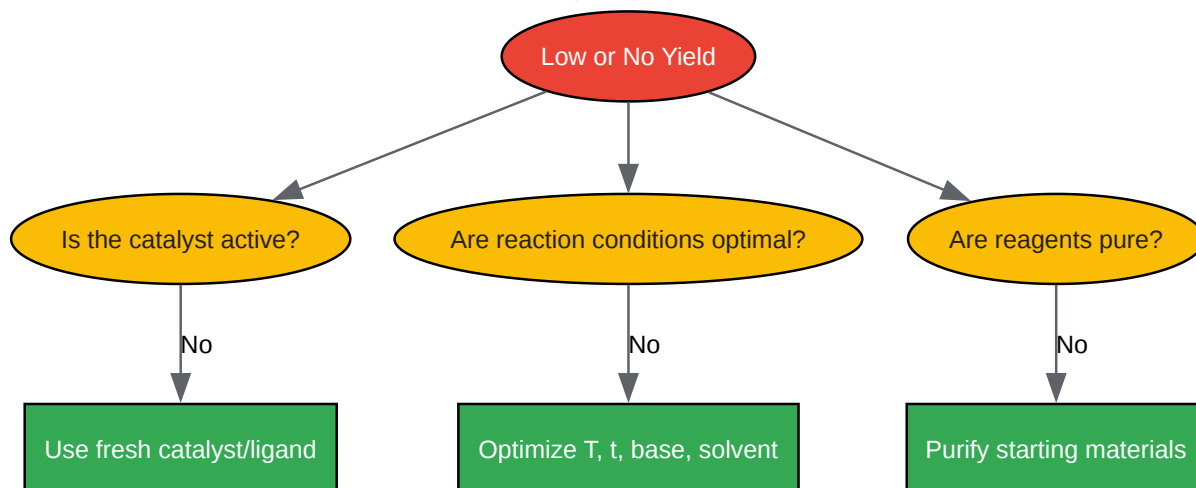 Low or No Yield
Is the catalyst active?
Are reaction conditions optimal?
Are reagents pure?
No
No
No
Use fresh catalyst/ligand
Optimize T, t, base, solvent
Purify starting materials